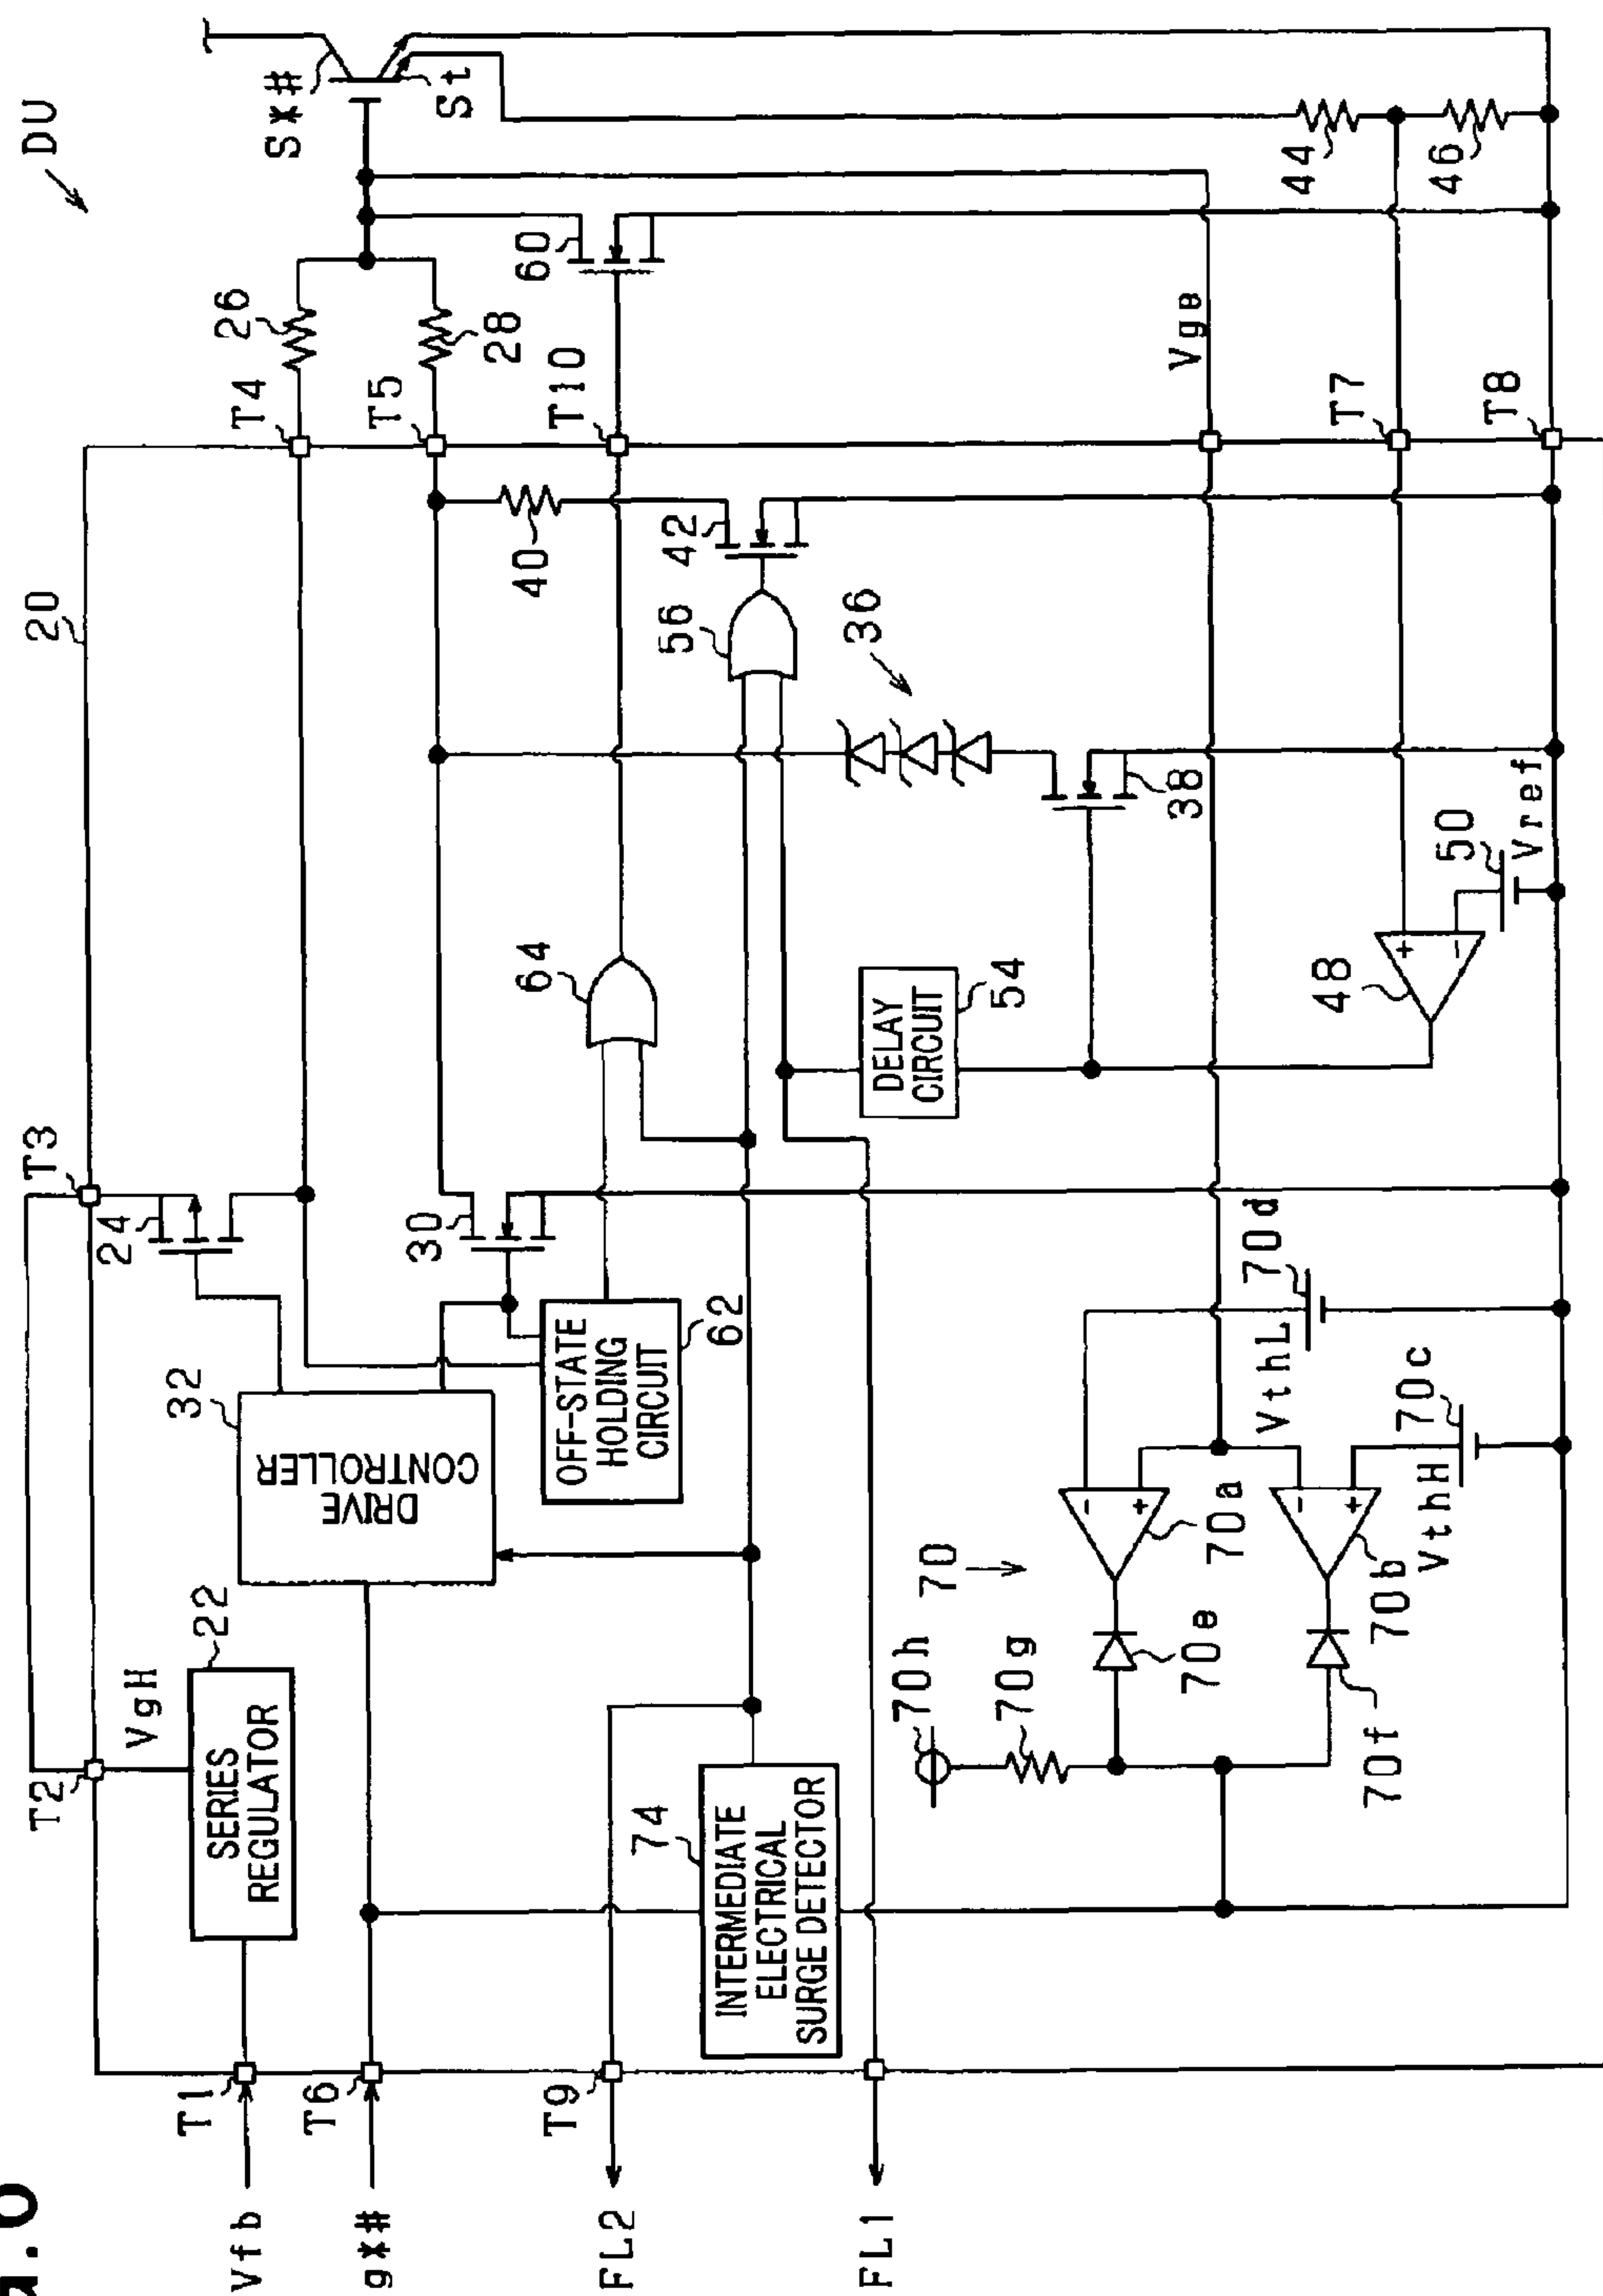 DU
S*#
St
26
T4
28
T5
60
T10
Vge
44
46
T7
T8
20
40
42
56
36
38
50
Vref
64
DELAY
CIRCUIT
54
+
-
48
T3
24
30
32
DRIVE
CONTROLLER
OFF-STATE
HOLDING
CIRCUIT
62
70d
VthL
70c
VthH
-
+
70a
-
+
70b
T2
VgH
22
SERIES
REGULATOR
70
70h
70g
70e
70f
74
INTERMEDIATE
ELECTRICAL
SURGE DETECTOR
T1
T6
T9
Vfb
g*#
FL2
FL1